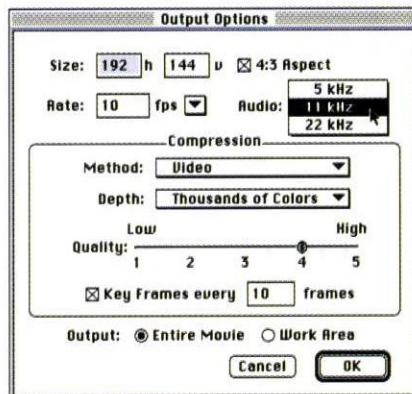 Output Options
Size: 192 h 144 v 4:3 Aspect
Rate: 10 fps Audio:
5 kHz
11 kHz
22 kHz
Compression
Method: Video
Depth: Thousands of Colors
Low High
Quality:
1 2 3 4 5
Key Frames every 10 frames
Output: Entire Movie Work Area
Cancel OK